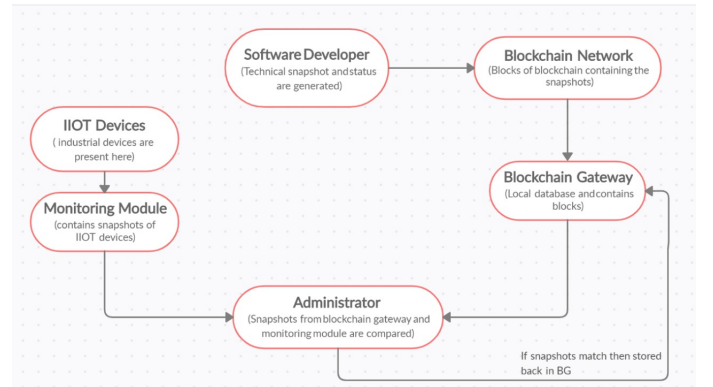 Software Developer
(Technical snapshot and status
are generated)
Blockchain Network
(Blocks of blockchain containing the
snapshots)
IIOT Devices
( industrial devices are
present here)
Blockchain Gateway
(Local database and contains
blocks)
Monitoring Module
(contains snapshots of
IIOT devices)
Administrator
(Snapshots from blockchain gateway and
monitoring module are compared)
If snapshots match then stored
back in BG